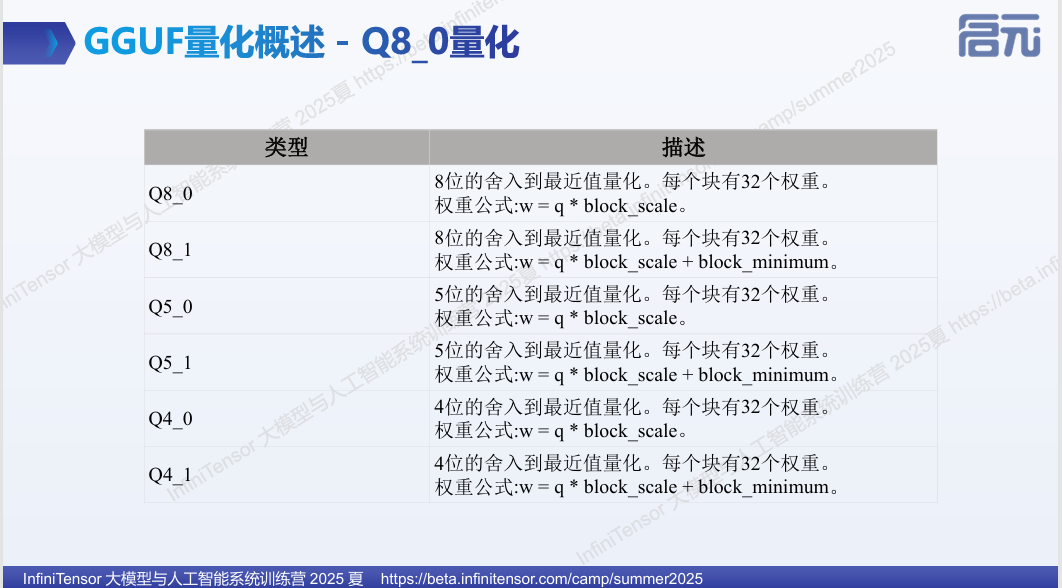 GGUF量化概述 - Q8_0量化
启元
类型 描述
Q8_0
8位的舍入到最近值量化。每个块有32个权重。
权重公式:w = q * block_scale。
Q8_1
8位的舍入到最近值量化。每个块有32个权重。
权重公式:w = q * block_scale + block_minimum。
Q5_0
5位的舍入到最近值量化。每个块有32个权重。
权重公式:w = q * block_scale。
Q5_1
5位的舍入到最近值量化。每个块有32个权重。
权重公式:w = q * block_scale + block_minimum。
Q4_0
4位的舍入到最近值量化。每个块有32个权重。
权重公式:w = q * block_scale。
Q4_1
4位的舍入到最近值量化。每个块有32个权重。
权重公式:w = q * block_scale + block_minimum。
InfiniTensor 大模型与人工智能系统训练营 2025夏 https://beta.infinitensor.com/camp/summer2025
InfiniTensor 大模型与人工智能系统训练营 2025 夏 https://beta.infinitensor.com/camp/summer2025